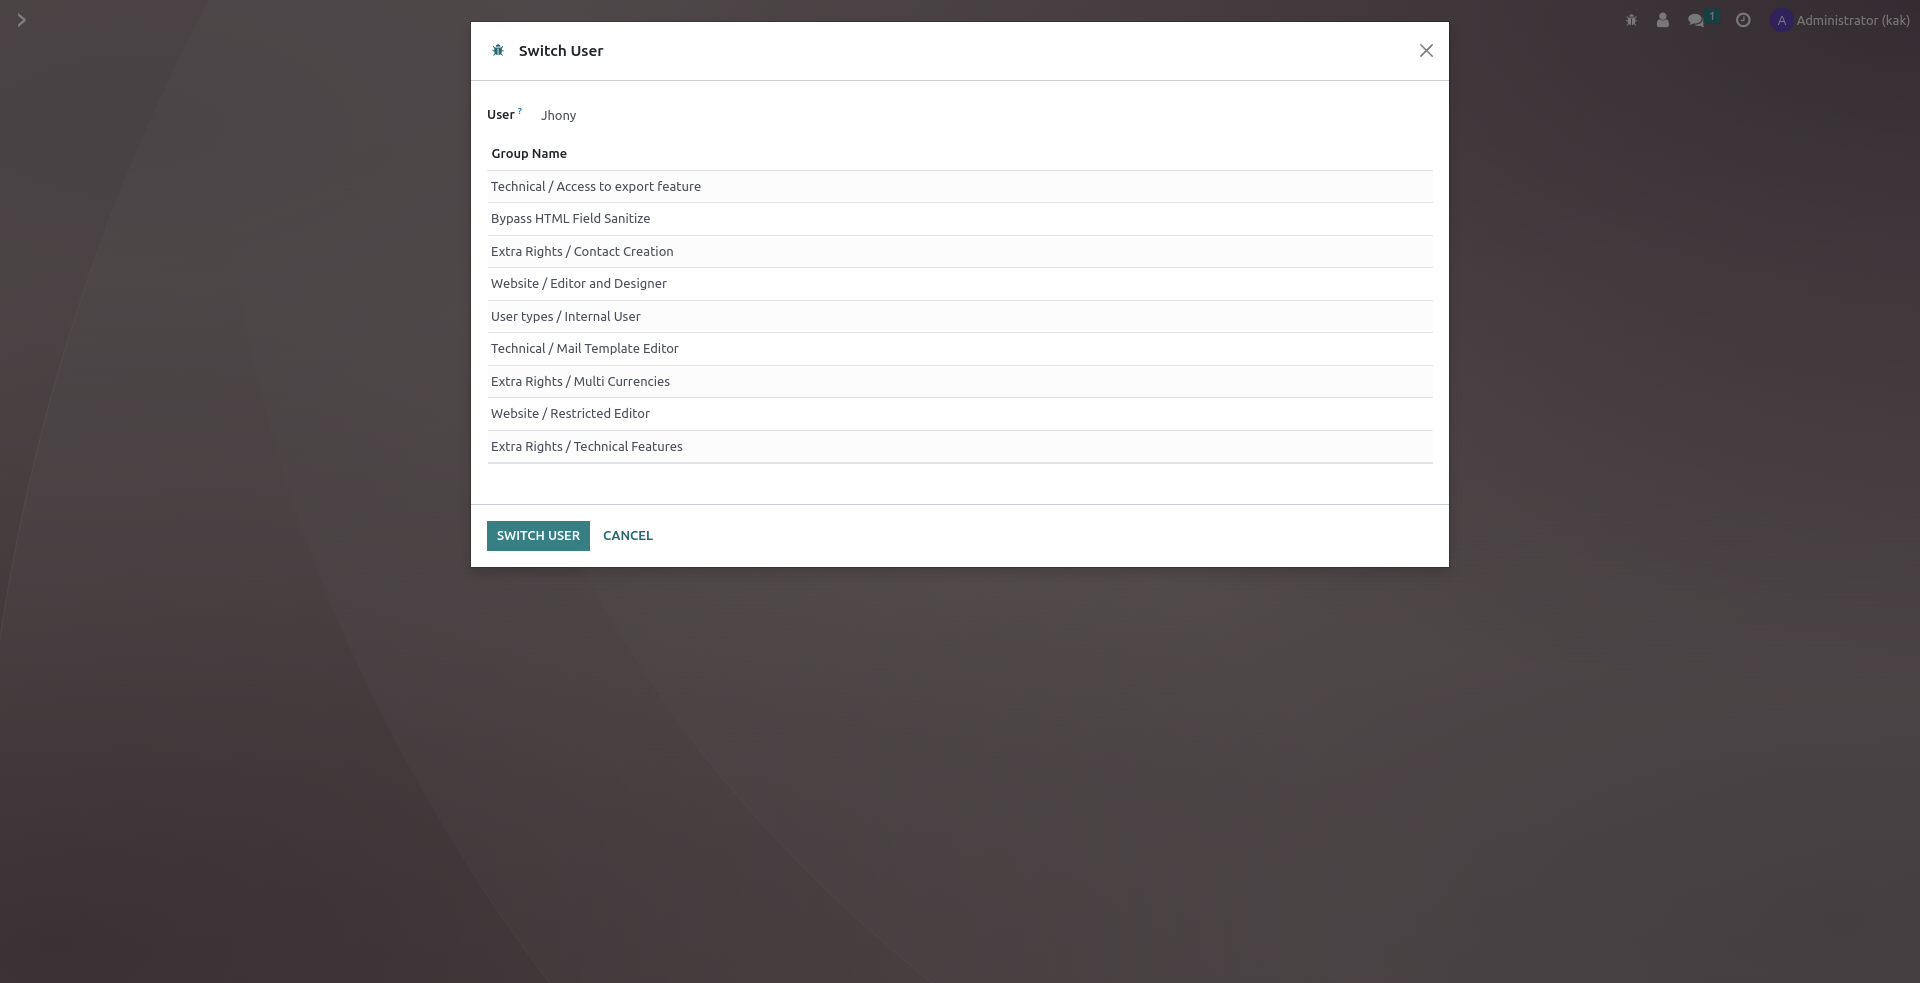 1
A Administrator (kak)
Switch User
User ? Jhony
Group Name
Technical / Access to export feature
Bypass HTML Field Sanitize
Extra Rights / Contact Creation
Website / Editor and Designer
User types / Internal User
Technical / Mail Template Editor
Extra Rights / Multi Currencies
Website / Restricted Editor
Extra Rights / Technical Features
SWITCH USER CANCEL